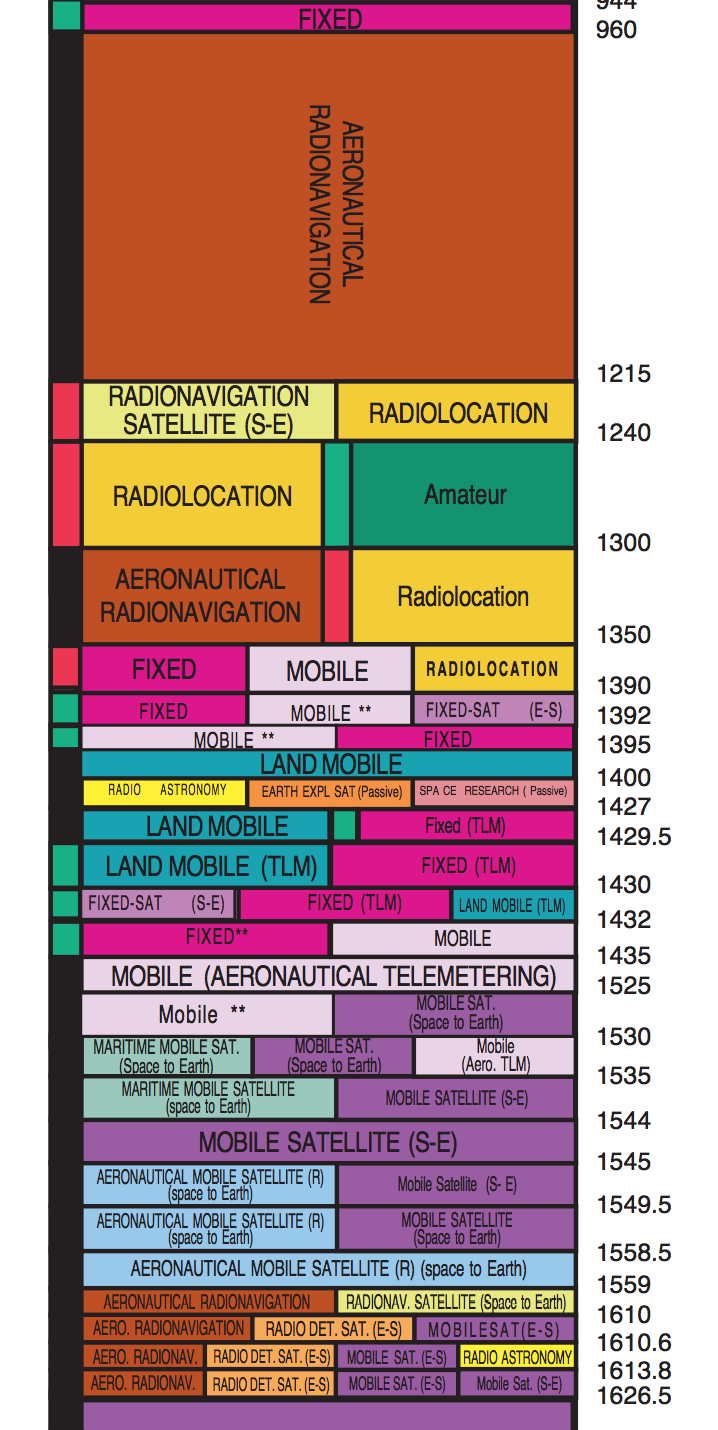 944
FIXED
960
AERONAUTICAL
RADIONAVIGATION
1215
RADIONAVIGATION
SATELLITE (S-E)
RADIOLOCATION
1240
RADIOLOCATION
Amateur
1300
AERONAUTICAL
RADIONAVIGATION
Radiolocation
1350
FIXED
MOBILE
RADIOLOCATION
1390
FIXED
MOBILE **
FIXED-SAT (E-S)
1392
MOBILE **
FIXED
1395
LAND MOBILE
1400
RADIO ASTRONOMY
EARTH EXPL SAT (Passive)
SPA CE RESEARCH ( Passive)
1427
LAND MOBILE
Fixed (TLM)
1429.5
LAND MOBILE (TLM)
FIXED (TLM)
1430
FIXED-SAT (S-E)
FIXED (TLM)
LAND MOBILE (TLM)
1432
FIXED**
MOBILE
1435
MOBILE (AERONAUTICAL TELEMETERING)
1525
Mobile **
MOBILE SAT.
(Space to Earth)
1530
MARITIME MOBILE SAT.
(Space to Earth)
MOBILE SAT.
(Space to Earth)
Mobile
(Aero. TLM)
1535
MARITIME MOBILE SATELLITE
(space to Earth)
MOBILE SATELLITE (S-E)
1544
MOBILE SATELLITE (S-E)
1545
AERONAUTICAL MOBILE SATELLITE (R)
(space to Earth)
Mobile Satellite (S- E)
1549.5
AERONAUTICAL MOBILE SATELLITE (R)
(space to Earth)
MOBILE SATELLITE
(Space to Earth)
1558.5
AERONAUTICAL MOBILE SATELLITE (R) (space to Earth)
1559
AERONAUTICAL RADIONAVIGATION
RADIONAV. SATELLITE (Space to Earth)
1610
AERO. RADIONAVIGATION
RADIO DET. SAT. (E-S)
MOBILESAT(E-S)
1610.6
AERO. RADIONAV.
RADIO DET. SAT. (E-S)
MOBILE SAT. (E-S)
RADIO ASTRONOMY
1613.8
AERO. RADIONAV.
RADIO DET. SAT. (E-S)
MOBILE SAT. (E-S)
Mobile Sat. (S-E)
1626.5